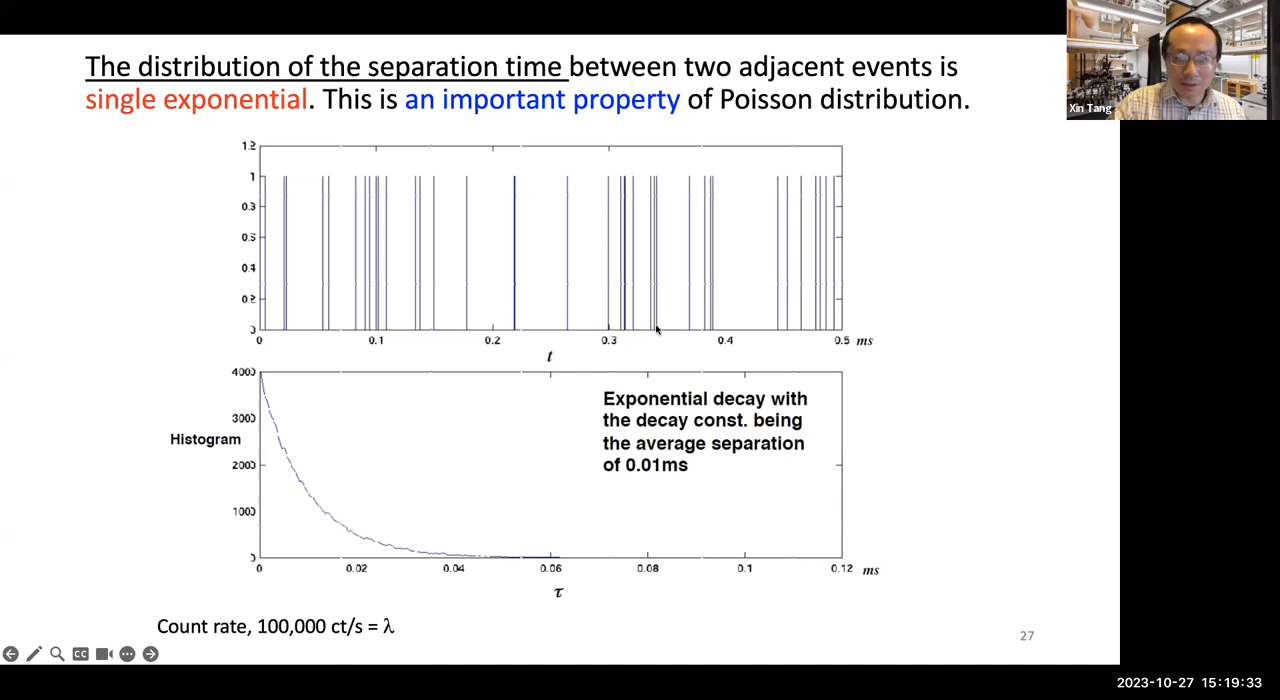 The distribution of the separation time between two adjacent events is
single exponential. This is an important property of Poisson distribution.
Xin Tang
1.2
1
0.3
0.5
0.4
0.2
0
0 0.1 0.2 0.3 0.4 0.5 ms
t
4000
3000
Histogram
2000
1000
0
Exponential decay with
the decay const. being
the average separation
of 0.01ms
0 0.02 0.04 0.06 0.08 0.1 0.12 ms
τ
Count rate, 100,000 ct/s = λ
27
CC
2023-10-27 15:19:33